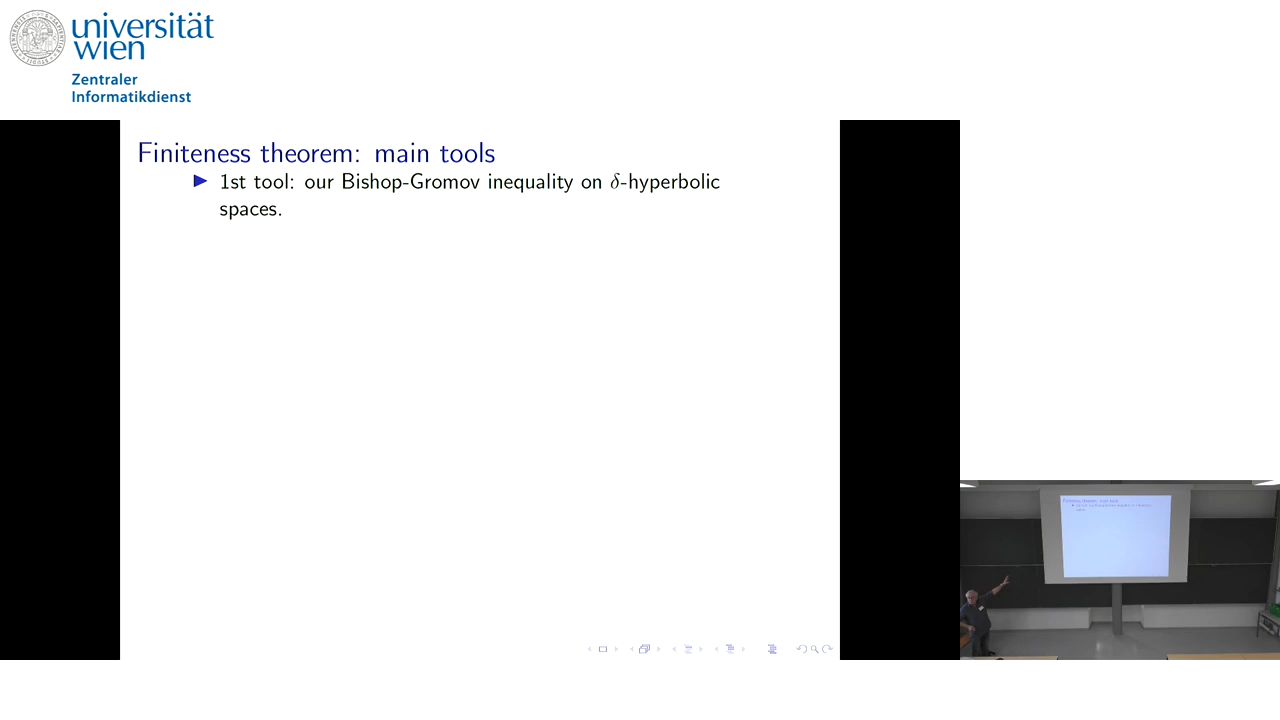 universität
wien
Zentraler
Informatikdienst
Finiteness theorem: main tools
1st tool: our Bishop-Gromov inequality on δ-hyperbolic
spaces.